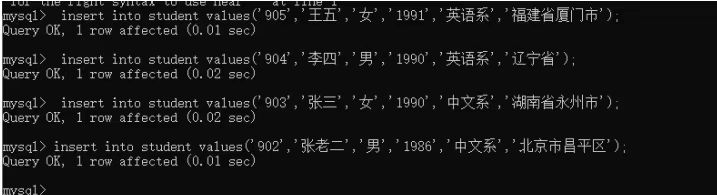 for the right syntax to use near '' at line 1
mysql>  insert into student values('905','王五','女','1991','英语系','福建省厦门市');
Query OK, 1 row affected (0.01 sec)
mysql>  insert into student values('904','李四','男','1990','英语系','辽宁省');
Query OK, 1 row affected (0.02 sec)
mysql>  insert into student values('903','张三','女','1990','中文系','湖南省永州市');
Query OK, 1 row affected (0.02 sec)
mysql> insert into student values('902','张老二','男','1986','中文系','北京市昌平区');
Query OK, 1 row affected (0.01 sec)
mysql>